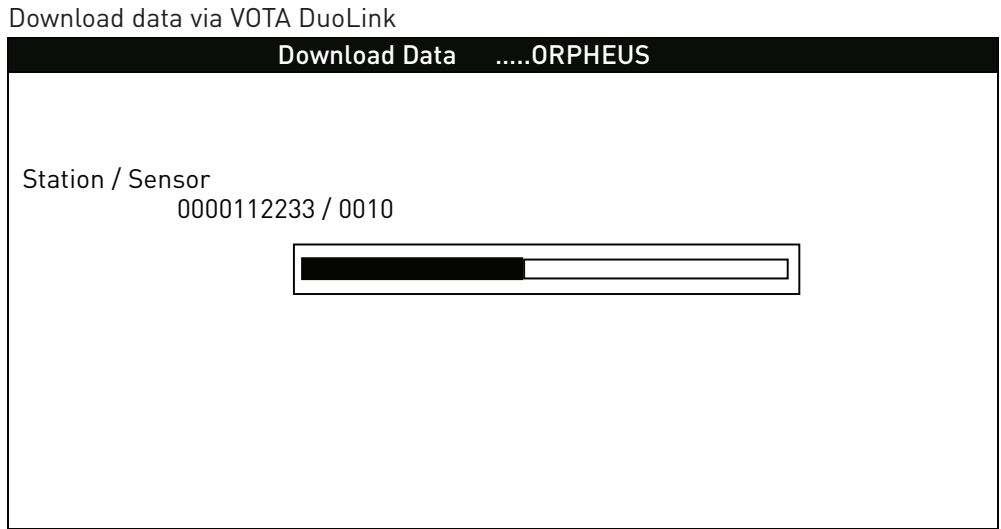 Download data via VOTA DuoLink
Download Data .....ORPHEUS
Station / Sensor
0000112233 / 0010